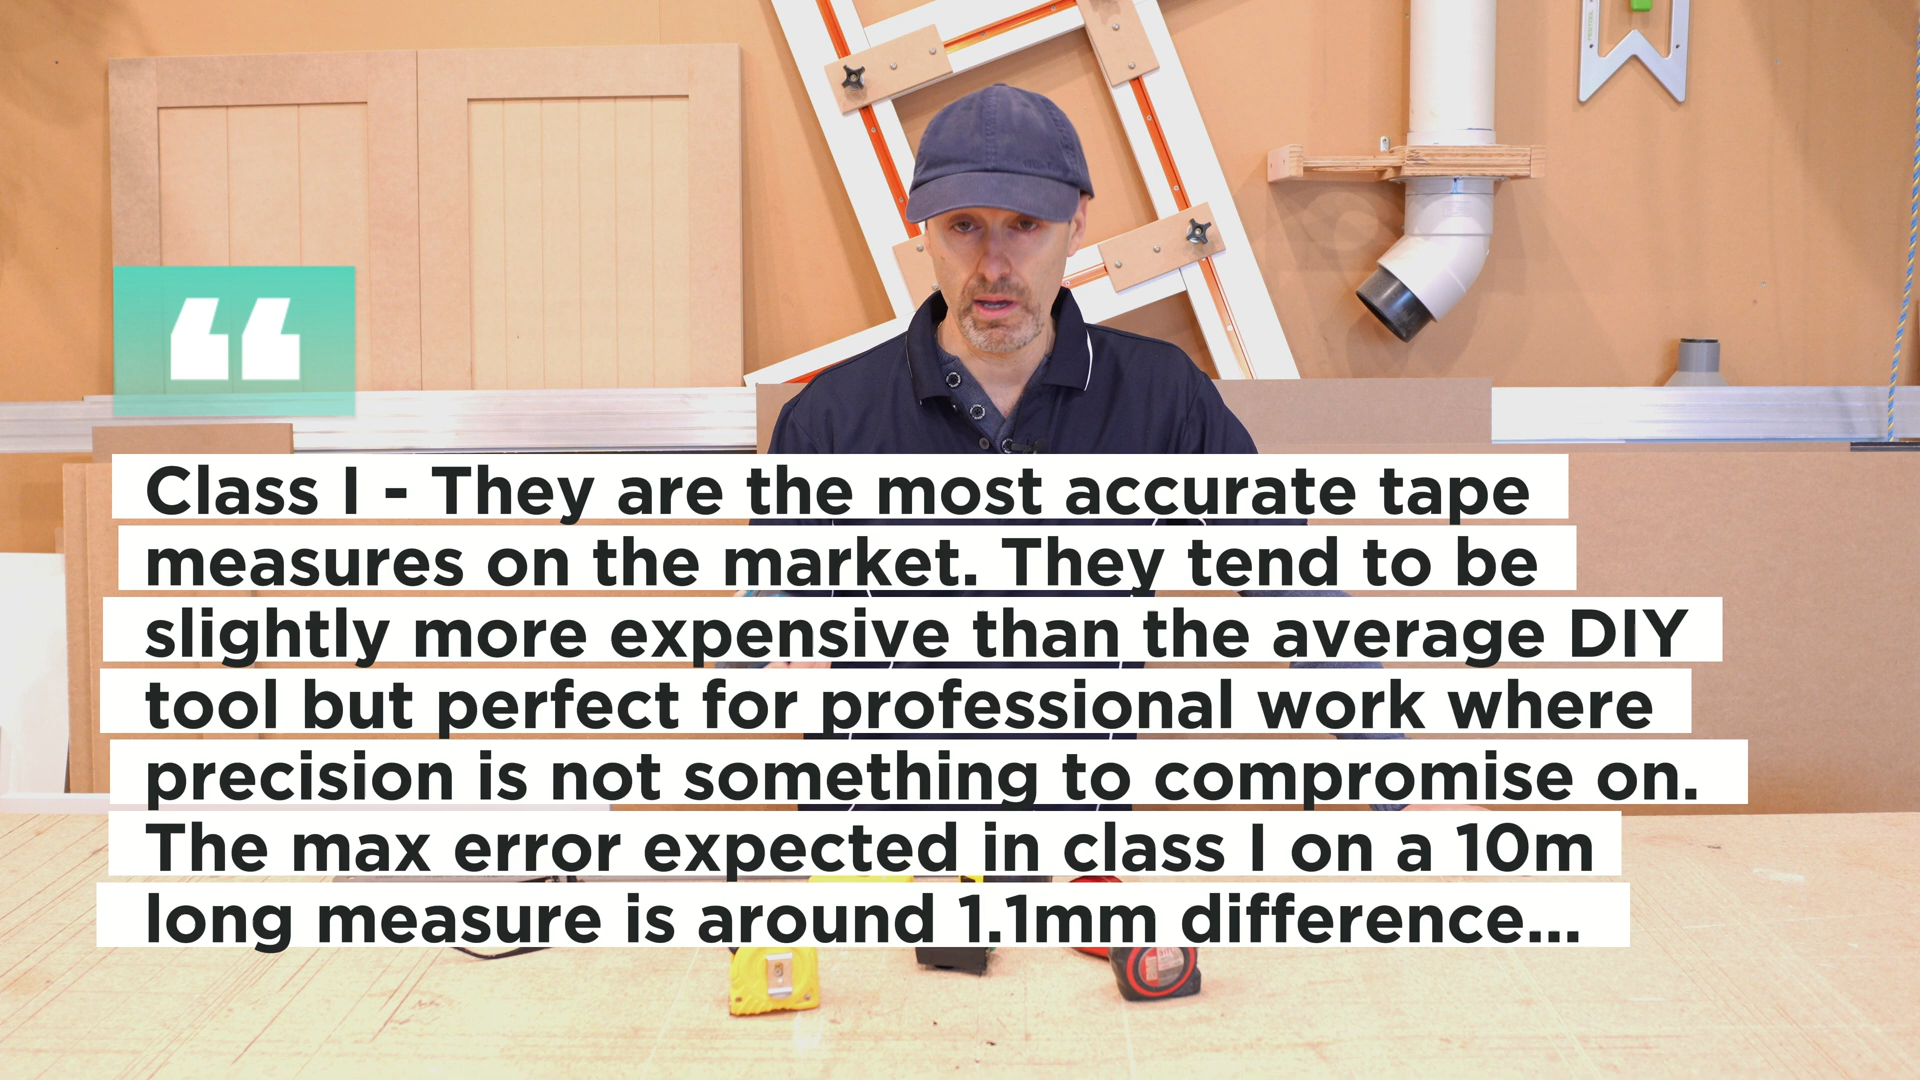 Class I - They are the most accurate tape
measures on the market. They tend to be
slightly more expensive than the average DIY
tool but perfect for professional work where
precision is not something to compromise on.
The max error expected in class I on a 10m
long measure is around 1.1mm difference...